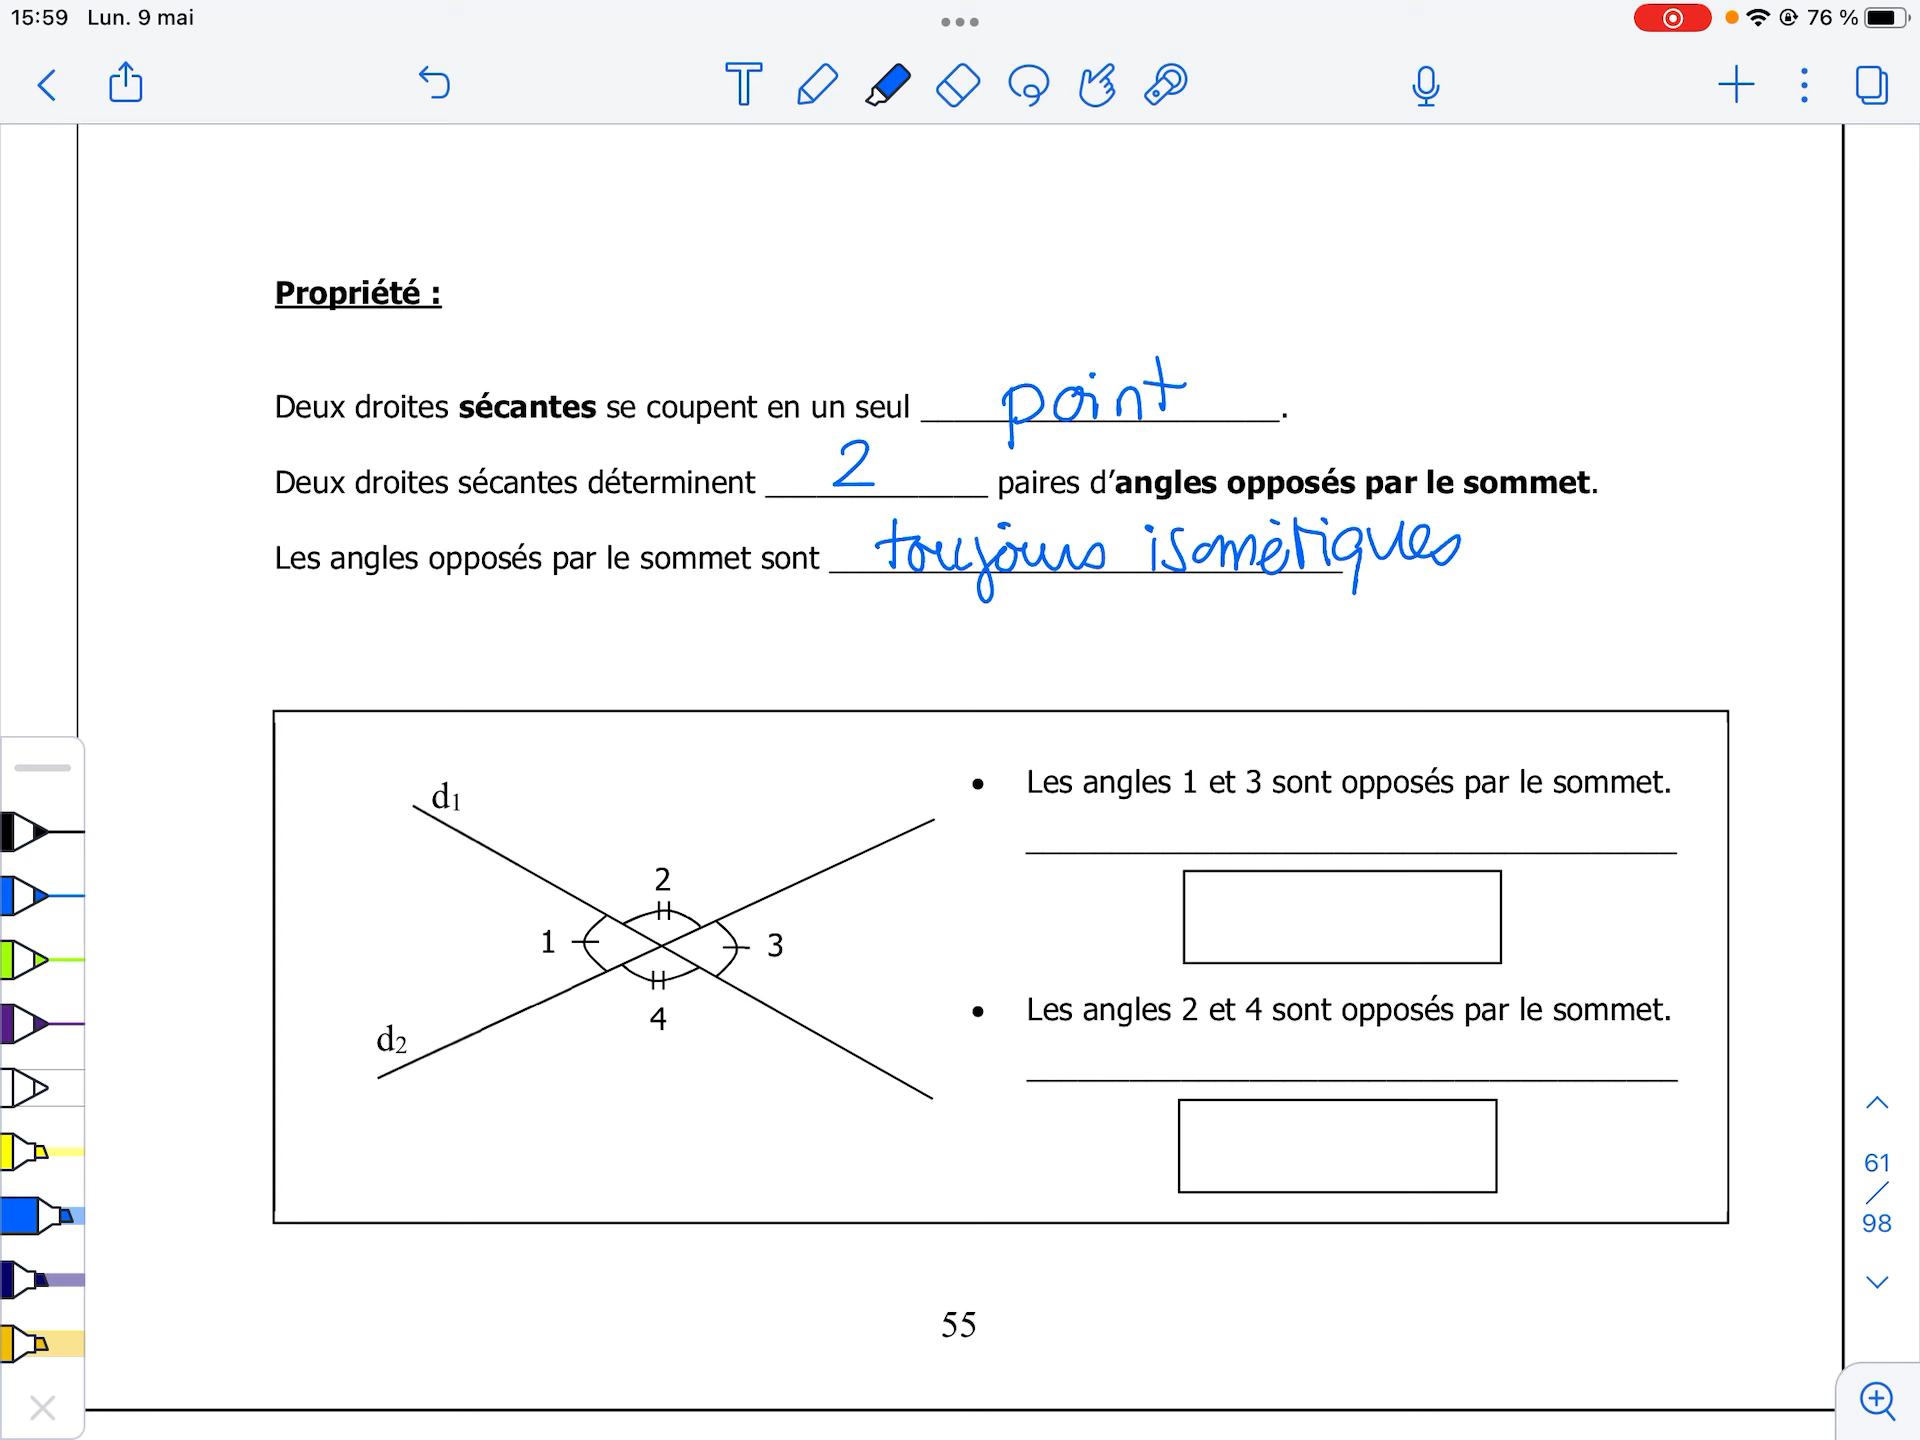 15:59 Lun. 9 mai 76 %
T
Propriété :
Deux droites sécantes se coupent en un seul point.
Deux droites sécantes déterminent 2 paires d’angles opposés par le sommet.
Les angles opposés par le sommet sont toujours isométiques
d1
2
1
3
4
d2
• Les angles 1 et 3 sont opposés par le sommet.
• Les angles 2 et 4 sont opposés par le sommet.
61
/
98
55